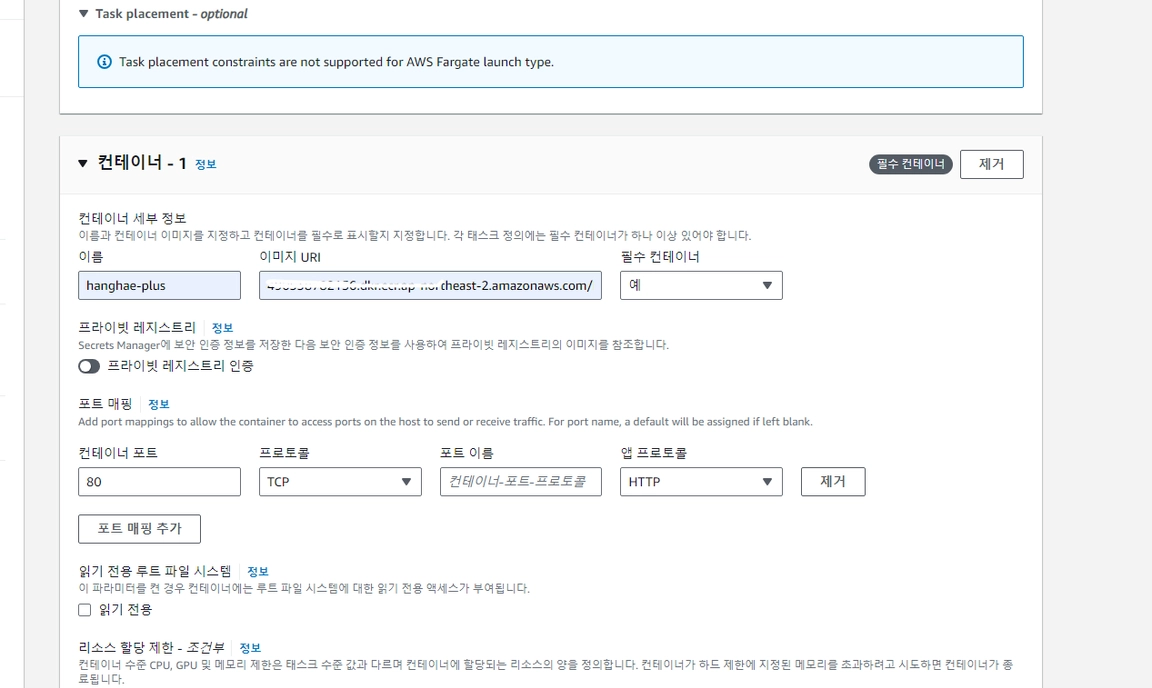 ▼ Task placement - optional
Task placement constraints are not supported for AWS Fargate launch type.
▼ 컨테이너 - 1 정보 필수 컨테이너 제거
컨테이너 세부 정보
이름과 컨테이너 이미지를 지정하고 컨테이너를 필수로 표시할지 지정합니다. 각 태스크 정의에는 필수 컨테이너가 하나 이상 있어야 합니다.
이름 이미지 URI 필수 컨테이너
hanghae-plus theast-2.amazonaws.com/ 예
프라이빗 레지스트리 정보
Secrets Manager에 보안 인증 정보를 저장한 다음 보안 인증 정보를 사용하여 프라이빗 레지스트리의 이미지를 참조합니다.
프라이빗 레지스트리 인증
포트 매핑 정보
Add port mappings to allow the container to access ports on the host to send or receive traffic. For port name, a default will be assigned if left blank.
컨테이너 포트 프로토콜 포트 이름 앱 프로토콜
80 TCP 컨테이너-포트-프로토콜 HTTP 제거
포트 매핑 추가
읽기 전용 루트 파일 시스템 정보
이 파라미터를 켠 경우 컨테이너에는 루트 파일 시스템에 대한 읽기 전용 액세스가 부여됩니다.
읽기 전용
리소스 할당 제한 - 조건부 정보
컨테이너 수준 CPU, GPU 및 메모리 제한은 태스크 수준 값과 다르며 컨테이너에 할당되는 리소스의 양을 정의합니다. 컨테이너가 하드 제한에 지정된 메모리를 초과하려고 시도하면 컨테이너가 종
료됩니다.